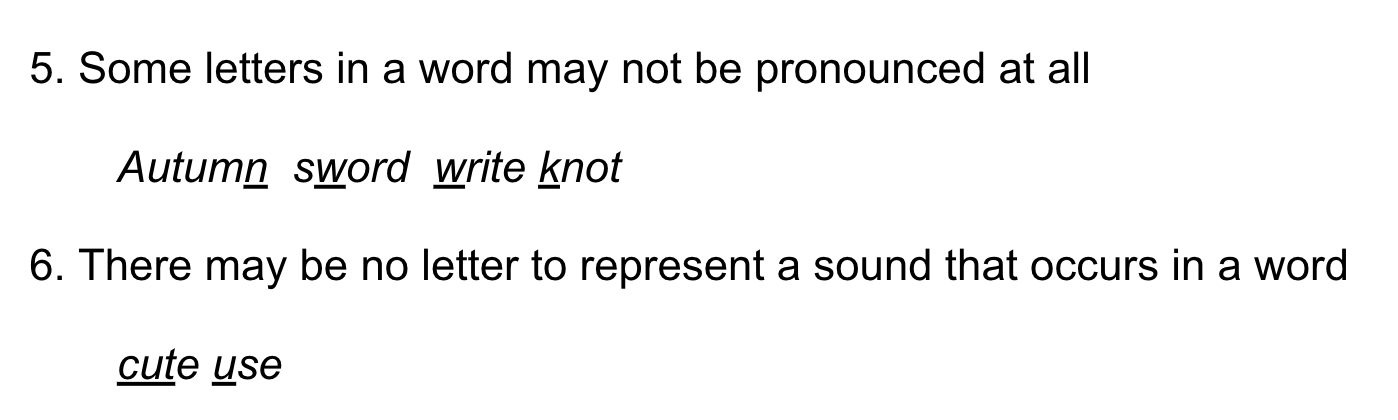 5. Some letters in a word may not be pronounced at all
Autumn sword write knot
6. There may be no letter to represent a sound that occurs in a word
cute use